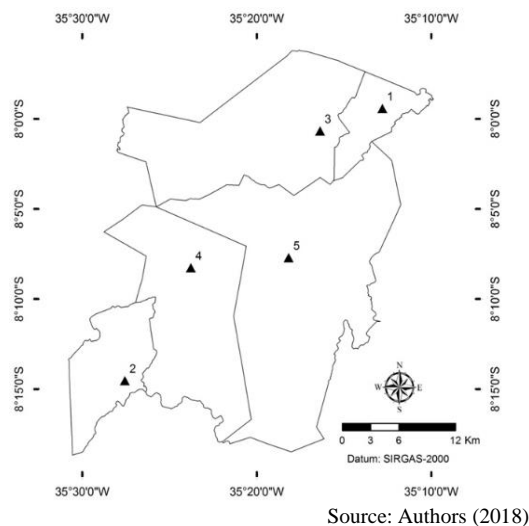 35°30'0"W 35°20'0"W 35°10'0"W
8°0'0"S 8°0'0"S
8°5'0"S 8°5'0"S
8°10'0"S 8°10'0"S
8°15'0"S 8°15'0"S
1
3
5
4
2
N
W E
S
0 3 6 12 Km
Datum: SIRGAS-2000
35°30'0"W 35°20'0"W 35°10'0"W
Source: Authors (2018)